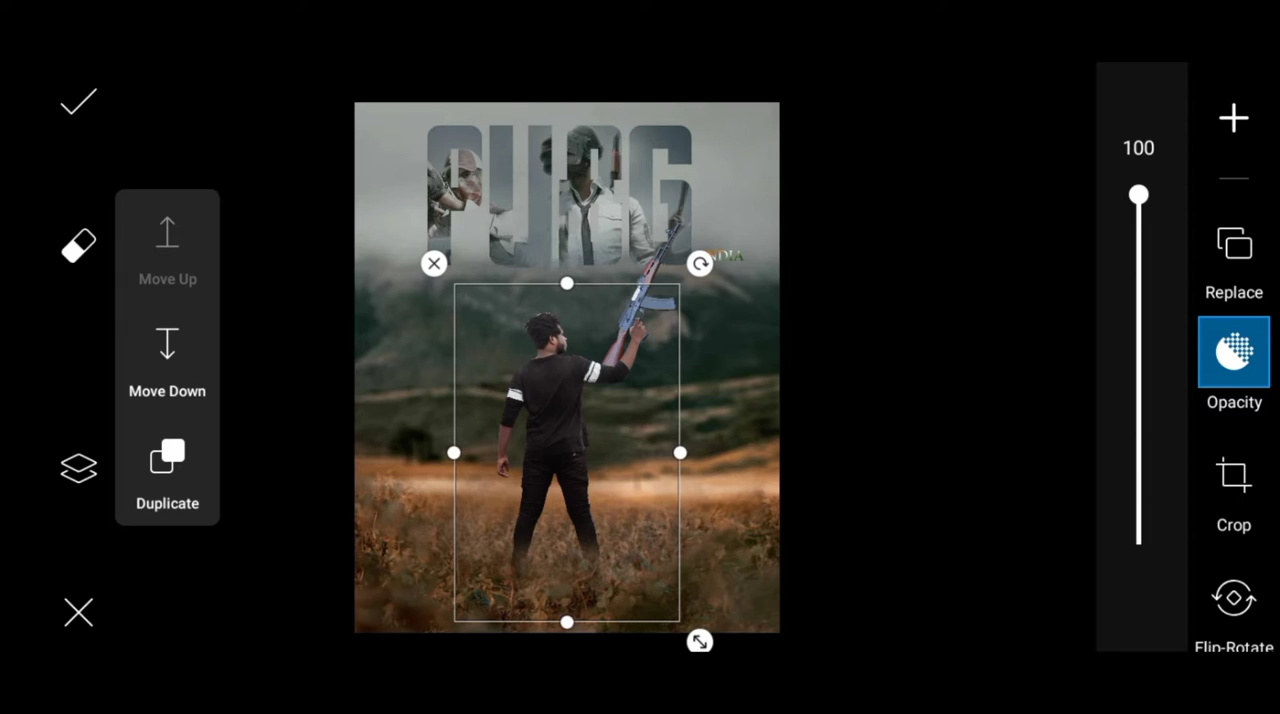 PUBG
Move Up
Move Down
Duplicate
100
Replace
Opacity
Crop
Flip-Rotate